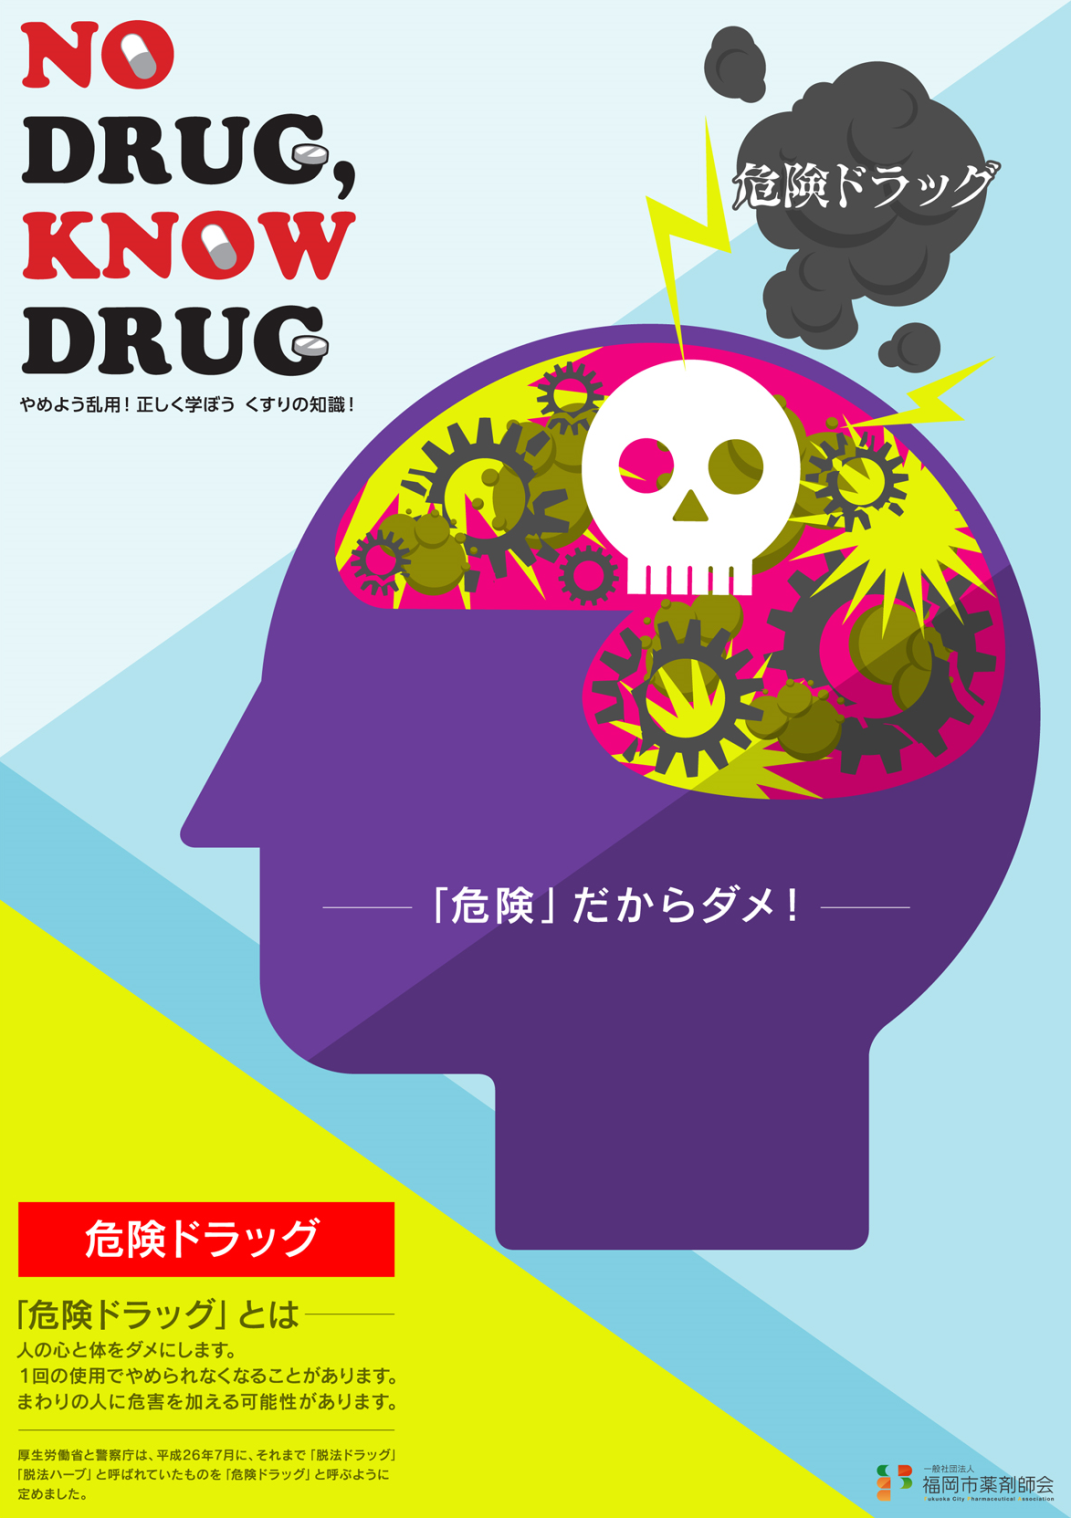 NO
DRUG,
KNOW
DRUG
やめよう乱用！正しく学ぼう くすりの知識！
危険ドラッグ
「危険」だからダメ！
危険ドラッグ
「危険ドラッグ」とは
人の心と体をダメにします。
1回の使用でやめられなくなることがあります。
まわりの人に危害を加える可能性があります。
厚生労働省と警察庁は、平成26年7月に、それまで「脱法ドラッグ」
「脱法ハーブ」と呼ばれていたものを「危険ドラッグ」と呼ぶように
定めました。
一般社団法人
福岡市薬剤師会
Fukuoka City Pharmaceutical Association